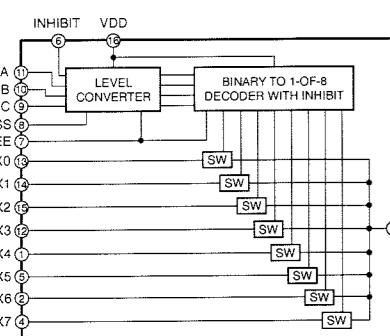 INHIBIT VDD
6 16
A 11
B 10
C 9
SS 8
EE 7
LEVEL
CONVERTER
BINARY TO 1-OF-8
DECODER WITH INHIBIT
X0 13 SW
X1 14 SW
X2 15 SW
X3 12 SW
X4 1 SW
X5 5 SW
X6 2 SW
X7 4 SW